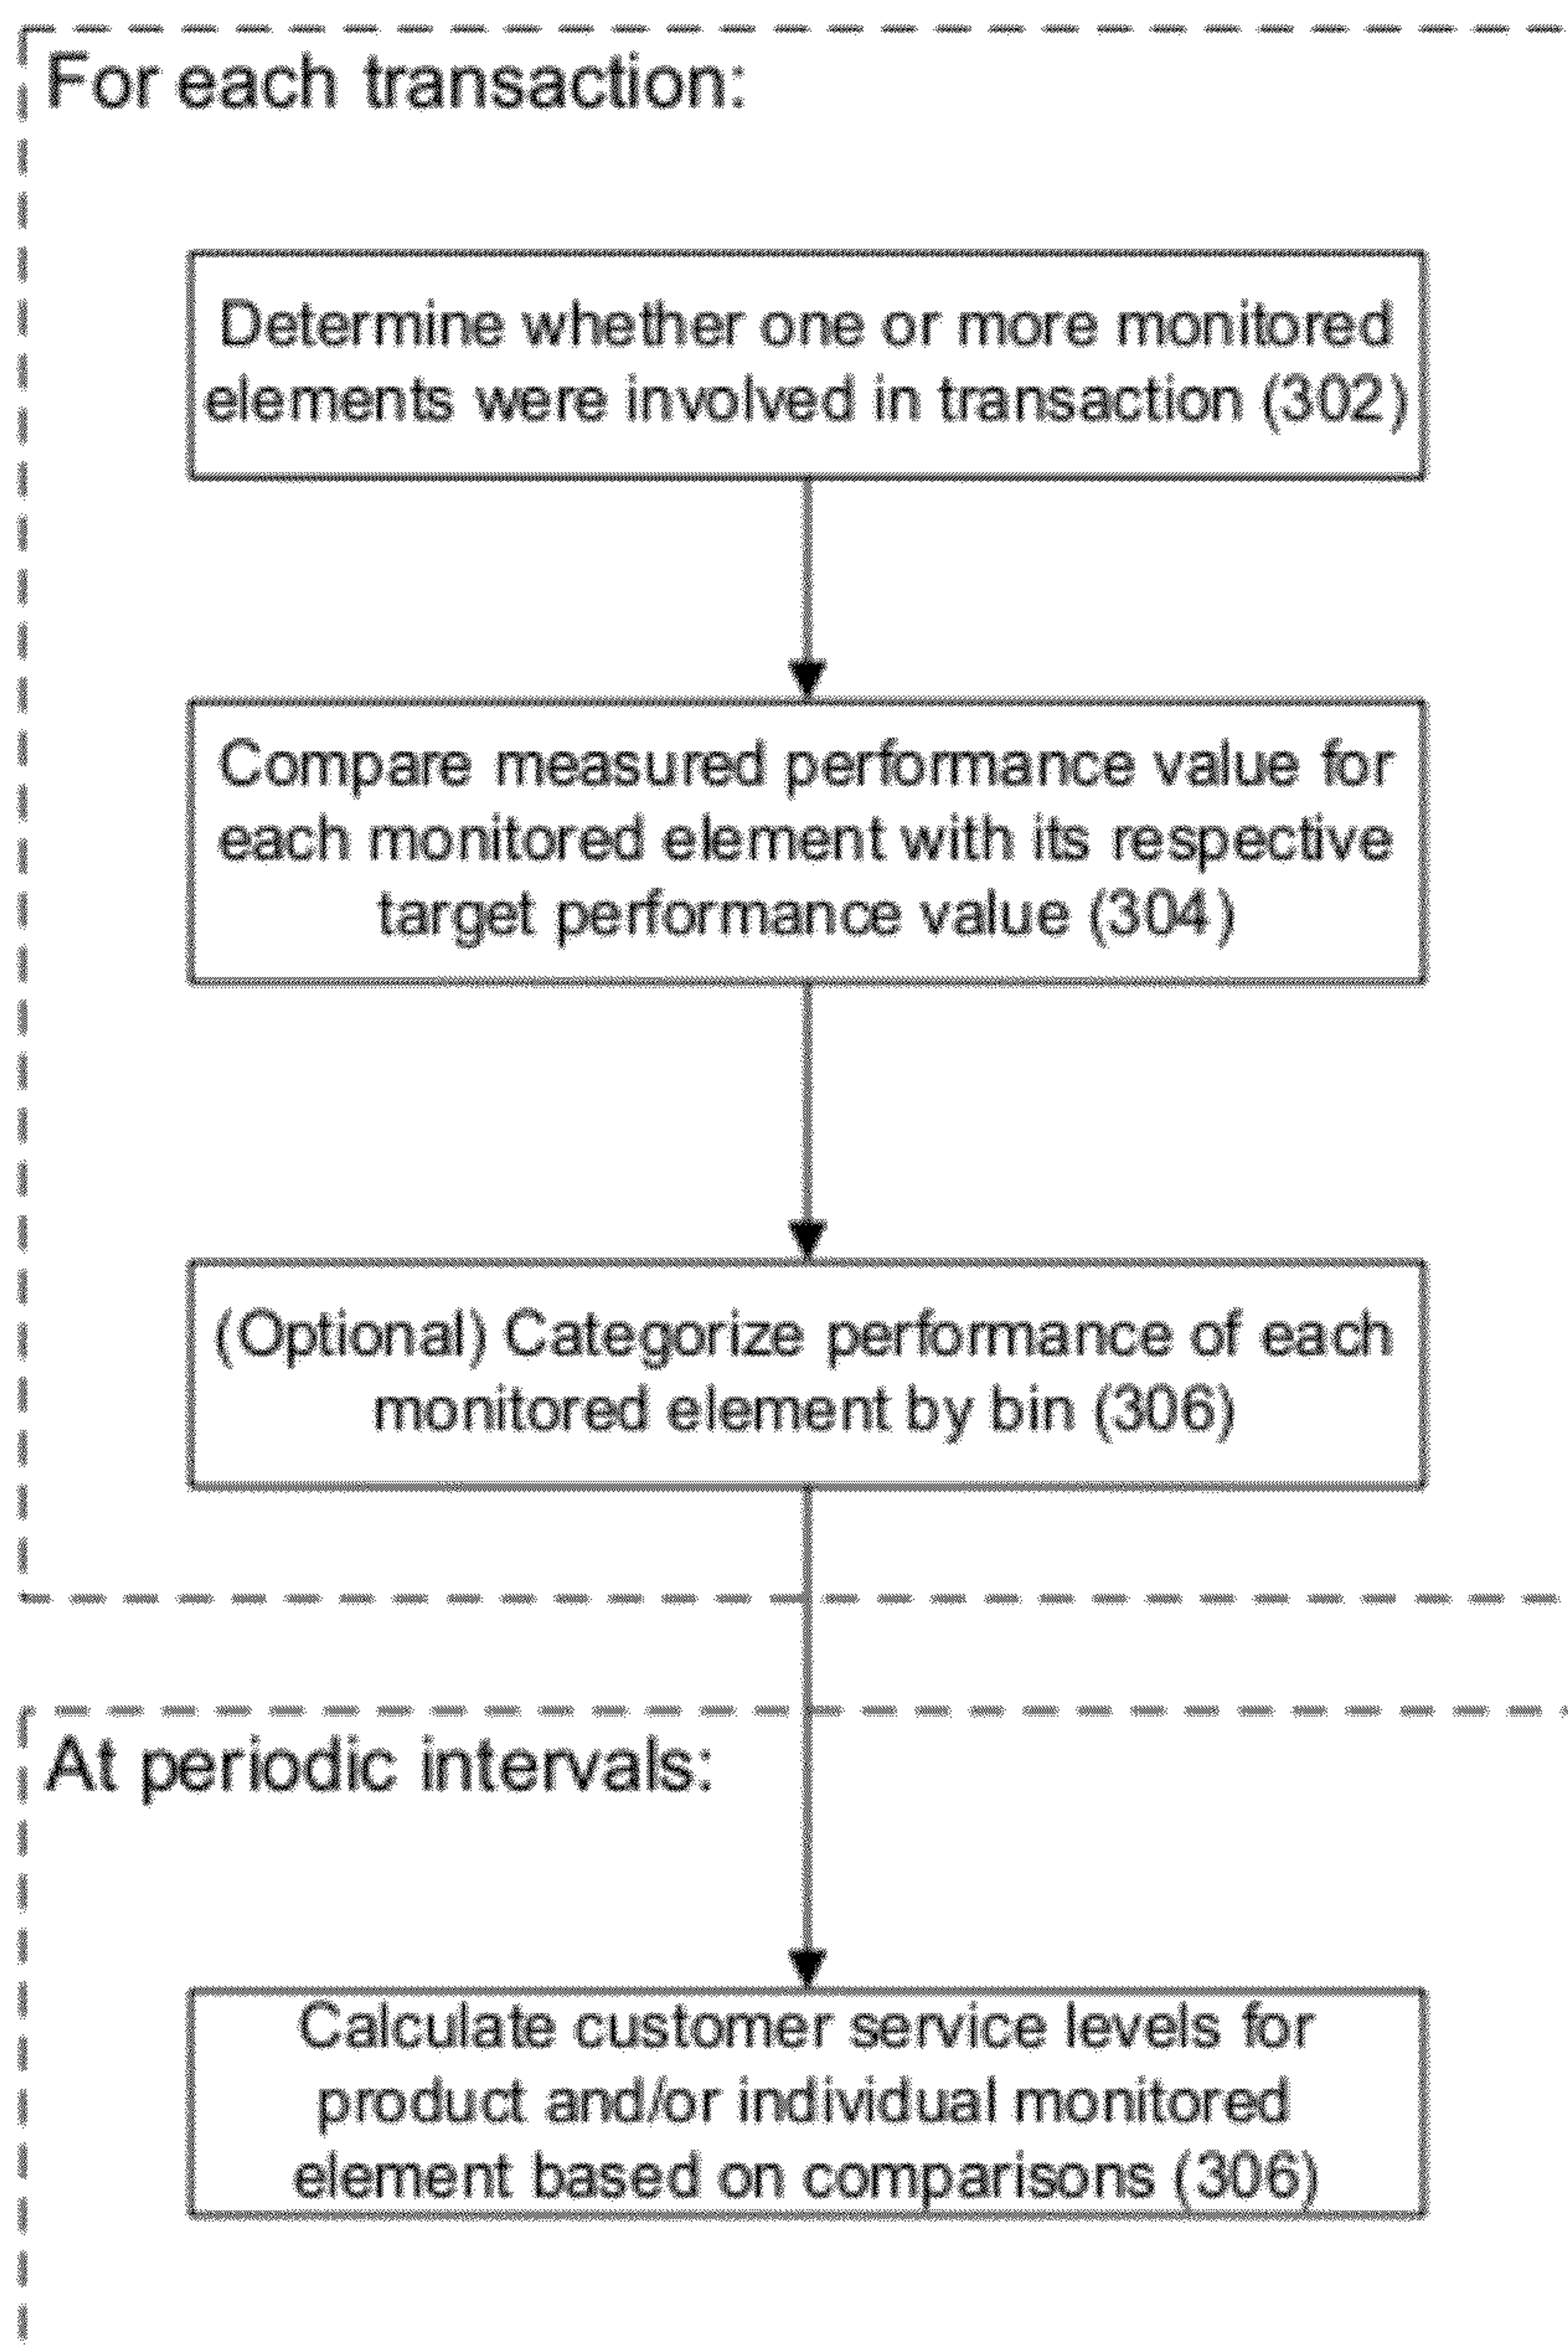 For each transaction:
Determine whether one or more monitored
elements were involved in transaction (302)
Compare measured performance value for
each monitored element with its respective
target performance value (304)
(Optional) Categorize performance of each
monitored element by bin (306)
At periodic intervals:
Calculate customer service levels for
product and/or individual monitored
element based on comparisons (306)